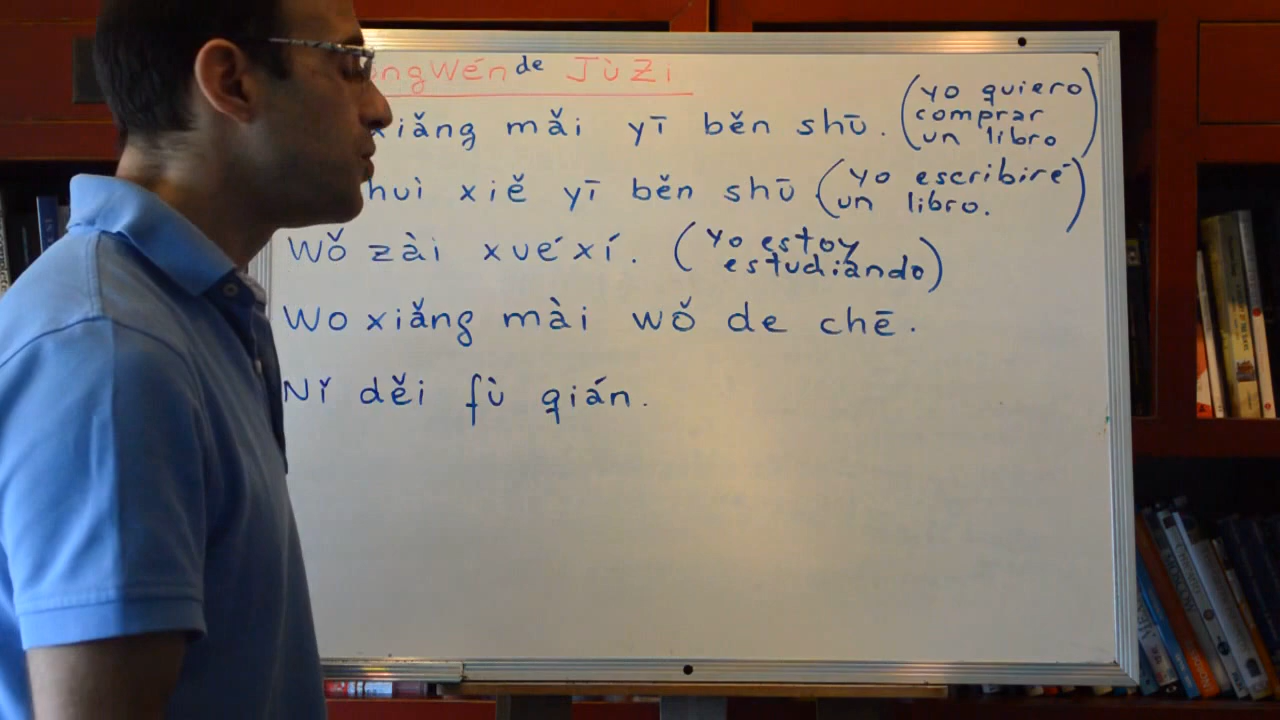 ngWén de JùZi
xiǎng mǎi yī běn shū. (yo quiero
comprar
un libro)
huì xiě yī běn shū (yo escribiré
un libro.)
Wǒ zài xuéxí. (Yo estoy
estudiando)
Wo xiǎng mài wǒ de chē.
Nǐ děi fù qián.